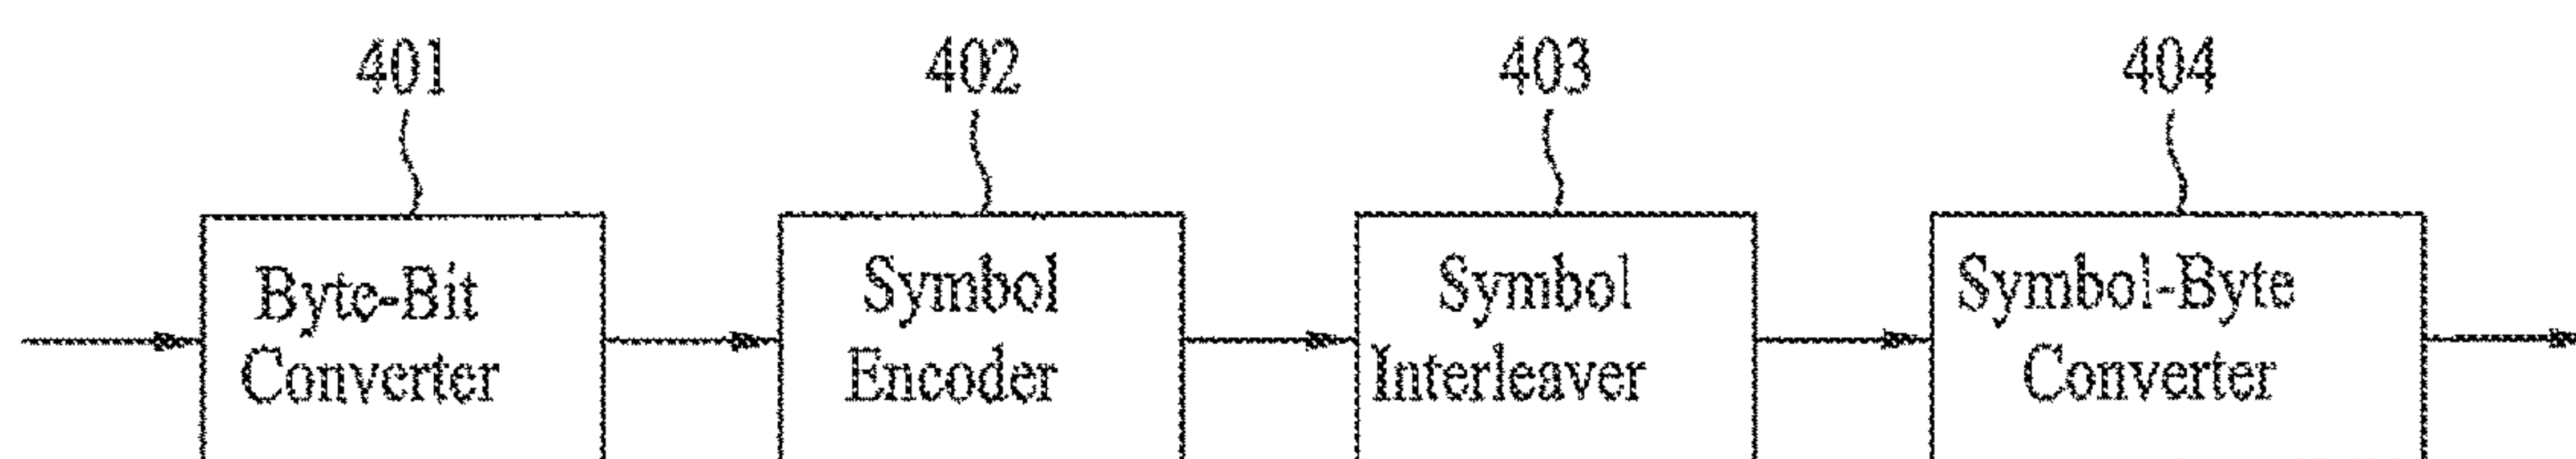 401 402 403 404
Byte-Bit Symbol Symbol Symbol-Byte
Converter Encoder Interleaver Converter